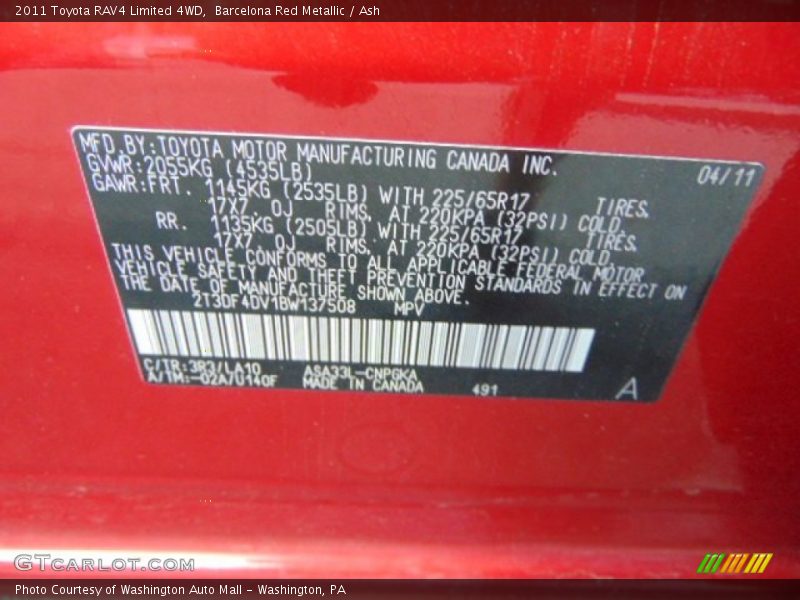 2011 Toyota RAV4 Limited 4WD, Barcelona Red Metallic / Ash
MFD.BY:TOYOTA MOTOR MANUFACTURING CANADA INC.
04/11
GVWR:2055KG (4535LB)
GAWR:FRT. 1145KG (2535LB) WITH 225/65R17 TIRES,
17X7.0J RIMS, AT 220KPA (32PSI) COLD.
RR. 1135KG (2505LB) WITH 225/65R17 TIRES,
17X7.0J RIMS, AT 220KPA (32PSI) COLD.
THIS VEHICLE CONFORMS TO ALL APPLICABLE FEDERAL MOTOR
VEHICLE SAFETY AND THEFT PREVENTION STANDARDS IN EFFECT ON
THE DATE OF MANUFACTURE SHOWN ABOVE.
2T3DF4DV1BW137508 MPV
C/TR:3R3/LA10 ASA33L-CNPGKA
A/TM:-02A/U140F MADE IN CANADA 491 A
GTCARLOT.COM
Photo Courtesy of Washington Auto Mall - Washington, PA